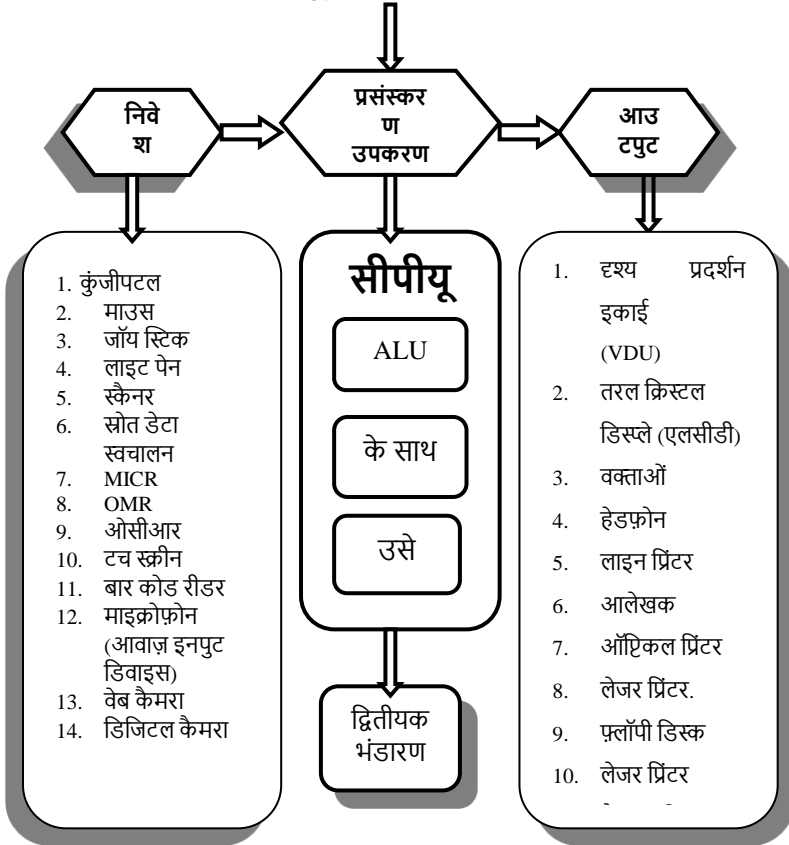 निवे
श
प्रसंस्कर
ण
उपकरण
आउ
टपुट
1. कुंजीपटल
2. माउस
3. जॉय स्टिक
4. लाइट पेन
5. स्कैनर
6. स्रोत डेटा
स्वचालन
7. MICR
8. OMR
9. ओसीआर
10. टच स्क्रीन
11. बार कोड रीडर
12. माइक्रोफ़ोन
(आवाज़ इनपुट
डिवाइस)
13. वेब कैमरा
14. डिजिटल कैमरा
सीपीयू
ALU
के साथ
उसे
द्वितीयक
भंडारण
1. दृश्य प्रदर्शन
इकाई
(VDU)
2. तरल क्रिस्टल
डिस्प्ले (एलसीडी)
3. वक्ताओं
4. हेडफ़ोन
5. लाइन प्रिंटर
6. आलेखक
7. ऑप्टिकल प्रिंटर
8. लेजर प्रिंटर.
9. फ़्लॉपी डिस्क
10. लेजर प्रिंटर